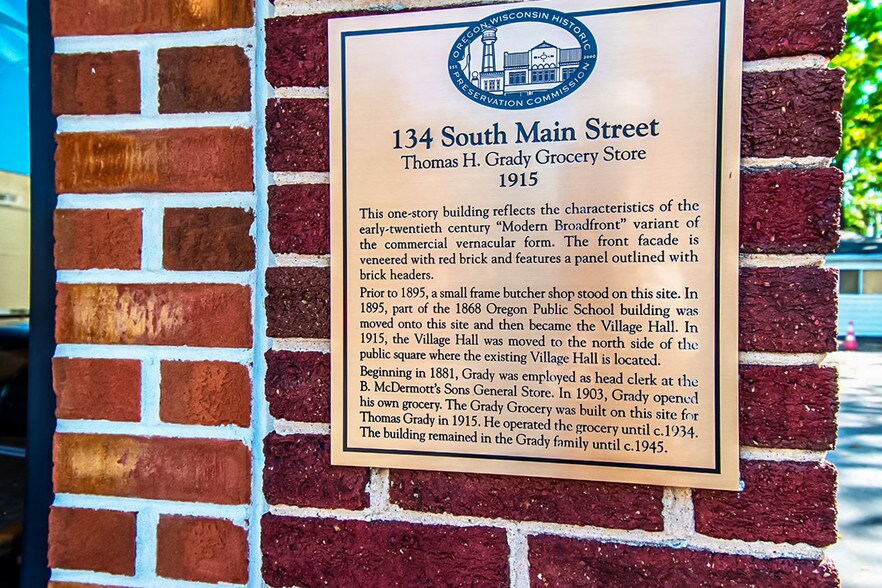 OREGON WISCONSIN HISTORIC
EST. 2006
PRESERVATION COMMISSION
134 South Main Street
Thomas H. Grady Grocery Store
1915
This one-story building reflects the characteristics of the
early-twentieth century “Modern Broadfront” variant of
the commercial vernacular form. The front facade is
veneered with red brick and features a panel outlined with
brick headers.
Prior to 1895, a small frame butcher shop stood on this site. In
1895, part of the 1868 Oregon Public School building was
moved onto this site and then became the Village Hall. In
1915, the Village Hall was moved to the north side of the
public square where the existing Village Hall is located.
Beginning in 1881, Grady was employed as head clerk at the
B. McDermott's Sons General Store. In 1903, Grady opened
his own grocery. The Grady Grocery was built on this site for
Thomas Grady in 1915. He operated the grocery until c.1934.
The building remained in the Grady family until c.1945.